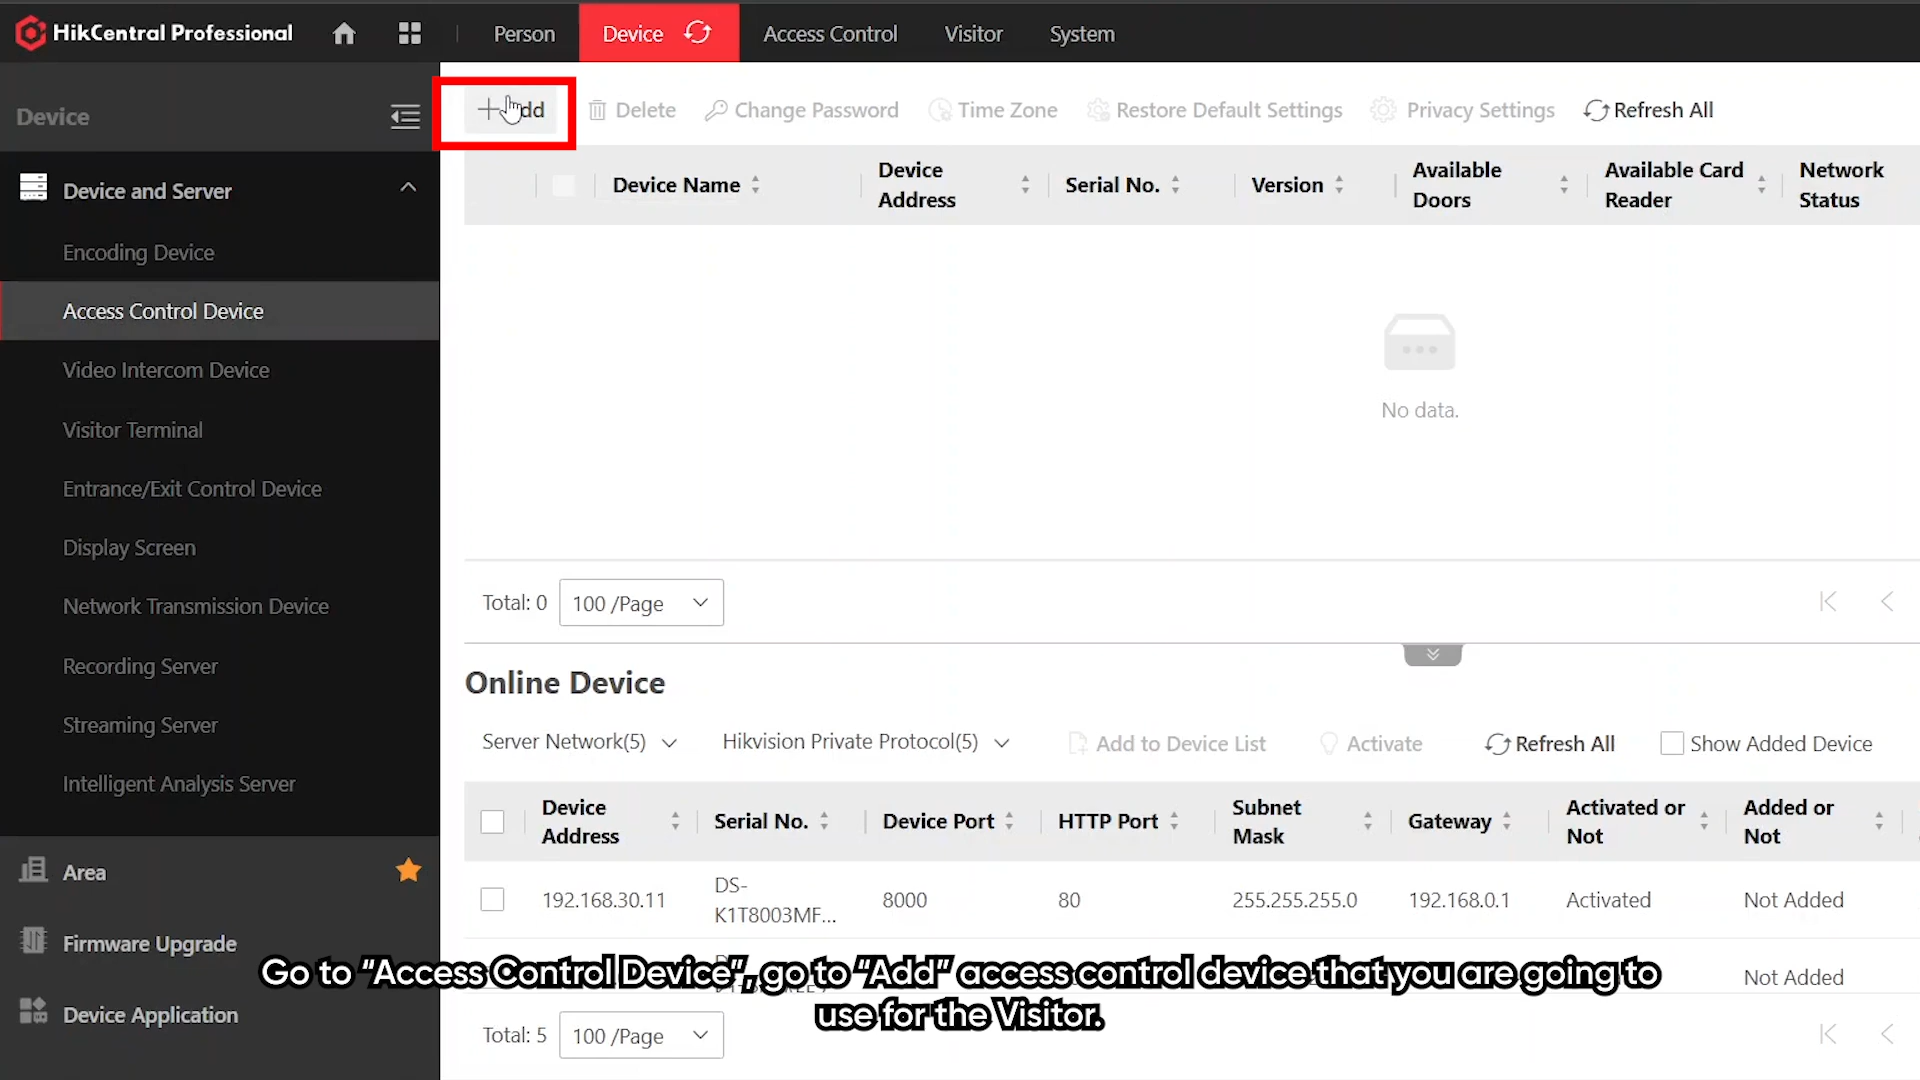 HikCentral Professional
Person
Device
Access Control
Visitor
System
Device
Delete
Change Password
Time Zone
Restore Default Settings
Privacy Settings
Refresh All
Device and Server
Encoding Device
Access Control Device
Video Intercom Device
Visitor Terminal
Entrance/Exit Control Device
Display Screen
Network Transmission Device
Recording Server
Streaming Server
Intelligent Analysis Server
Area
Firmware Upgrade
Device Application
Device Name
Device Address
Serial No.
Version
Available Doors
Available Card Reader
Network Status
No data.
Total: 0
100 /Page
Online Device
Server Network(5)
Hikvision Private Protocol(5)
Add to Device List
Activate
Refresh All
Show Added Device
Device Address
Serial No.
Device Port
HTTP Port
Subnet Mask
Gateway
Activated or Not
Added or Not
192.168.30.11
DS-
K1T8003MF...
8000
80
255.255.255.0
192.168.0.1
Activated
Not Added
Not Added
Go to “Access Control Device”, go to “Add” access control device that you are going to
use for the Visitor.
Total: 5
100 /Page